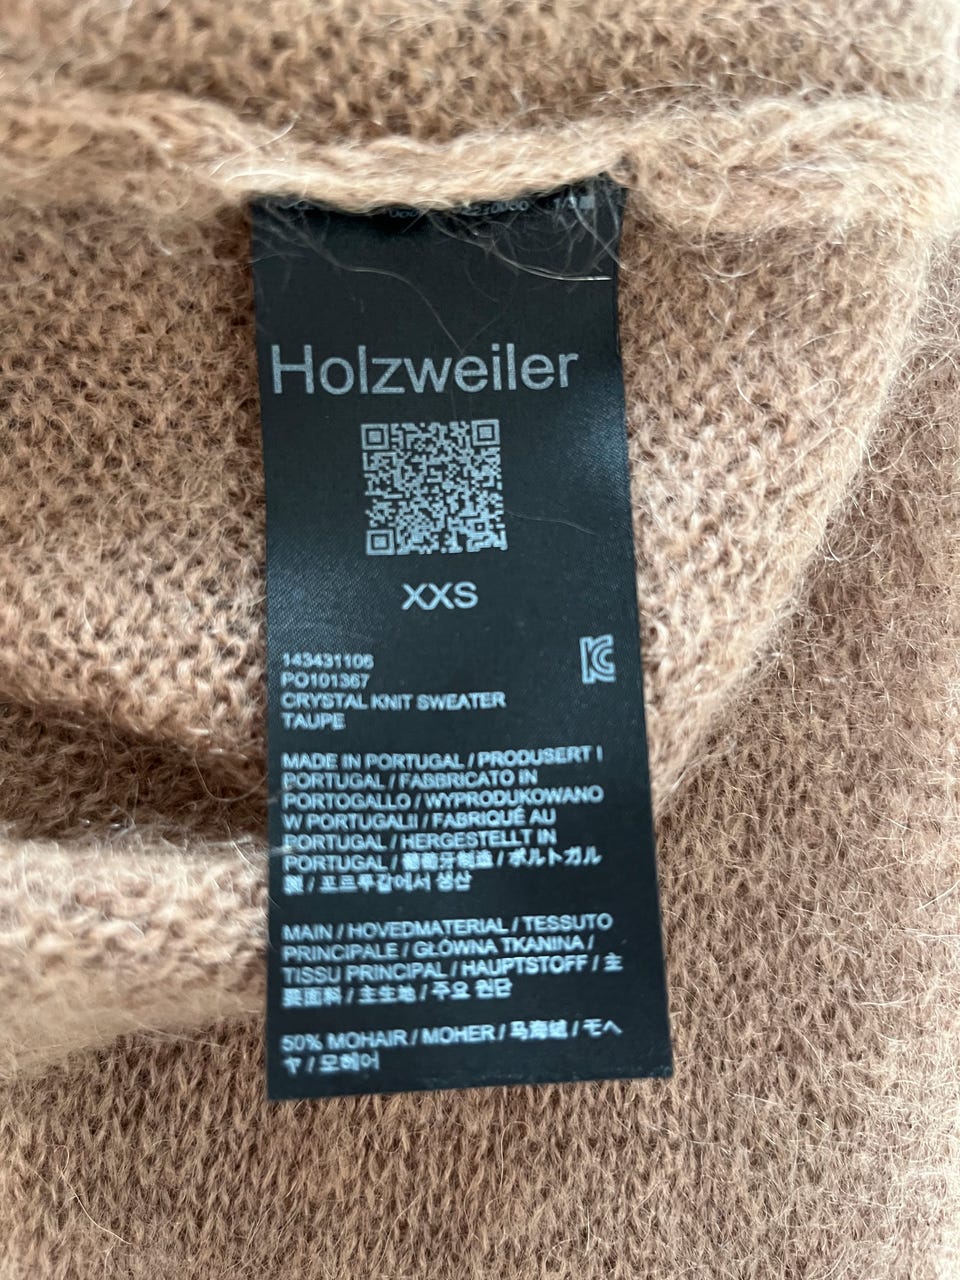 Holzweiler
XXS
143431106
PO101367
CRYSTAL KNIT SWEATER
TAUPE
MADE IN PORTUGAL / PRODUSERT I
PORTUGAL / FABBRICATO IN
PORTOGALLO / WYPRODUKOWANO
W PORTUGALII / FABRIQUÉ AU
PORTUGAL / HERGESTELLT IN
PORTUGAL / 葡萄牙制造 / ポルトガル
製 / 포르투갈에서 생산
MAIN / HOVEDMATERIAL / TESSUTO
PRINCIPALE / GLÓWNA TKANINA /
TISSU PRINCIPAL / HAUPTSTOFF / 主
要面料 / 主生地 / 주요 원단
50% MOHAIR / MOHER / 马海绒 / モヘ
ヤ / 모헤어